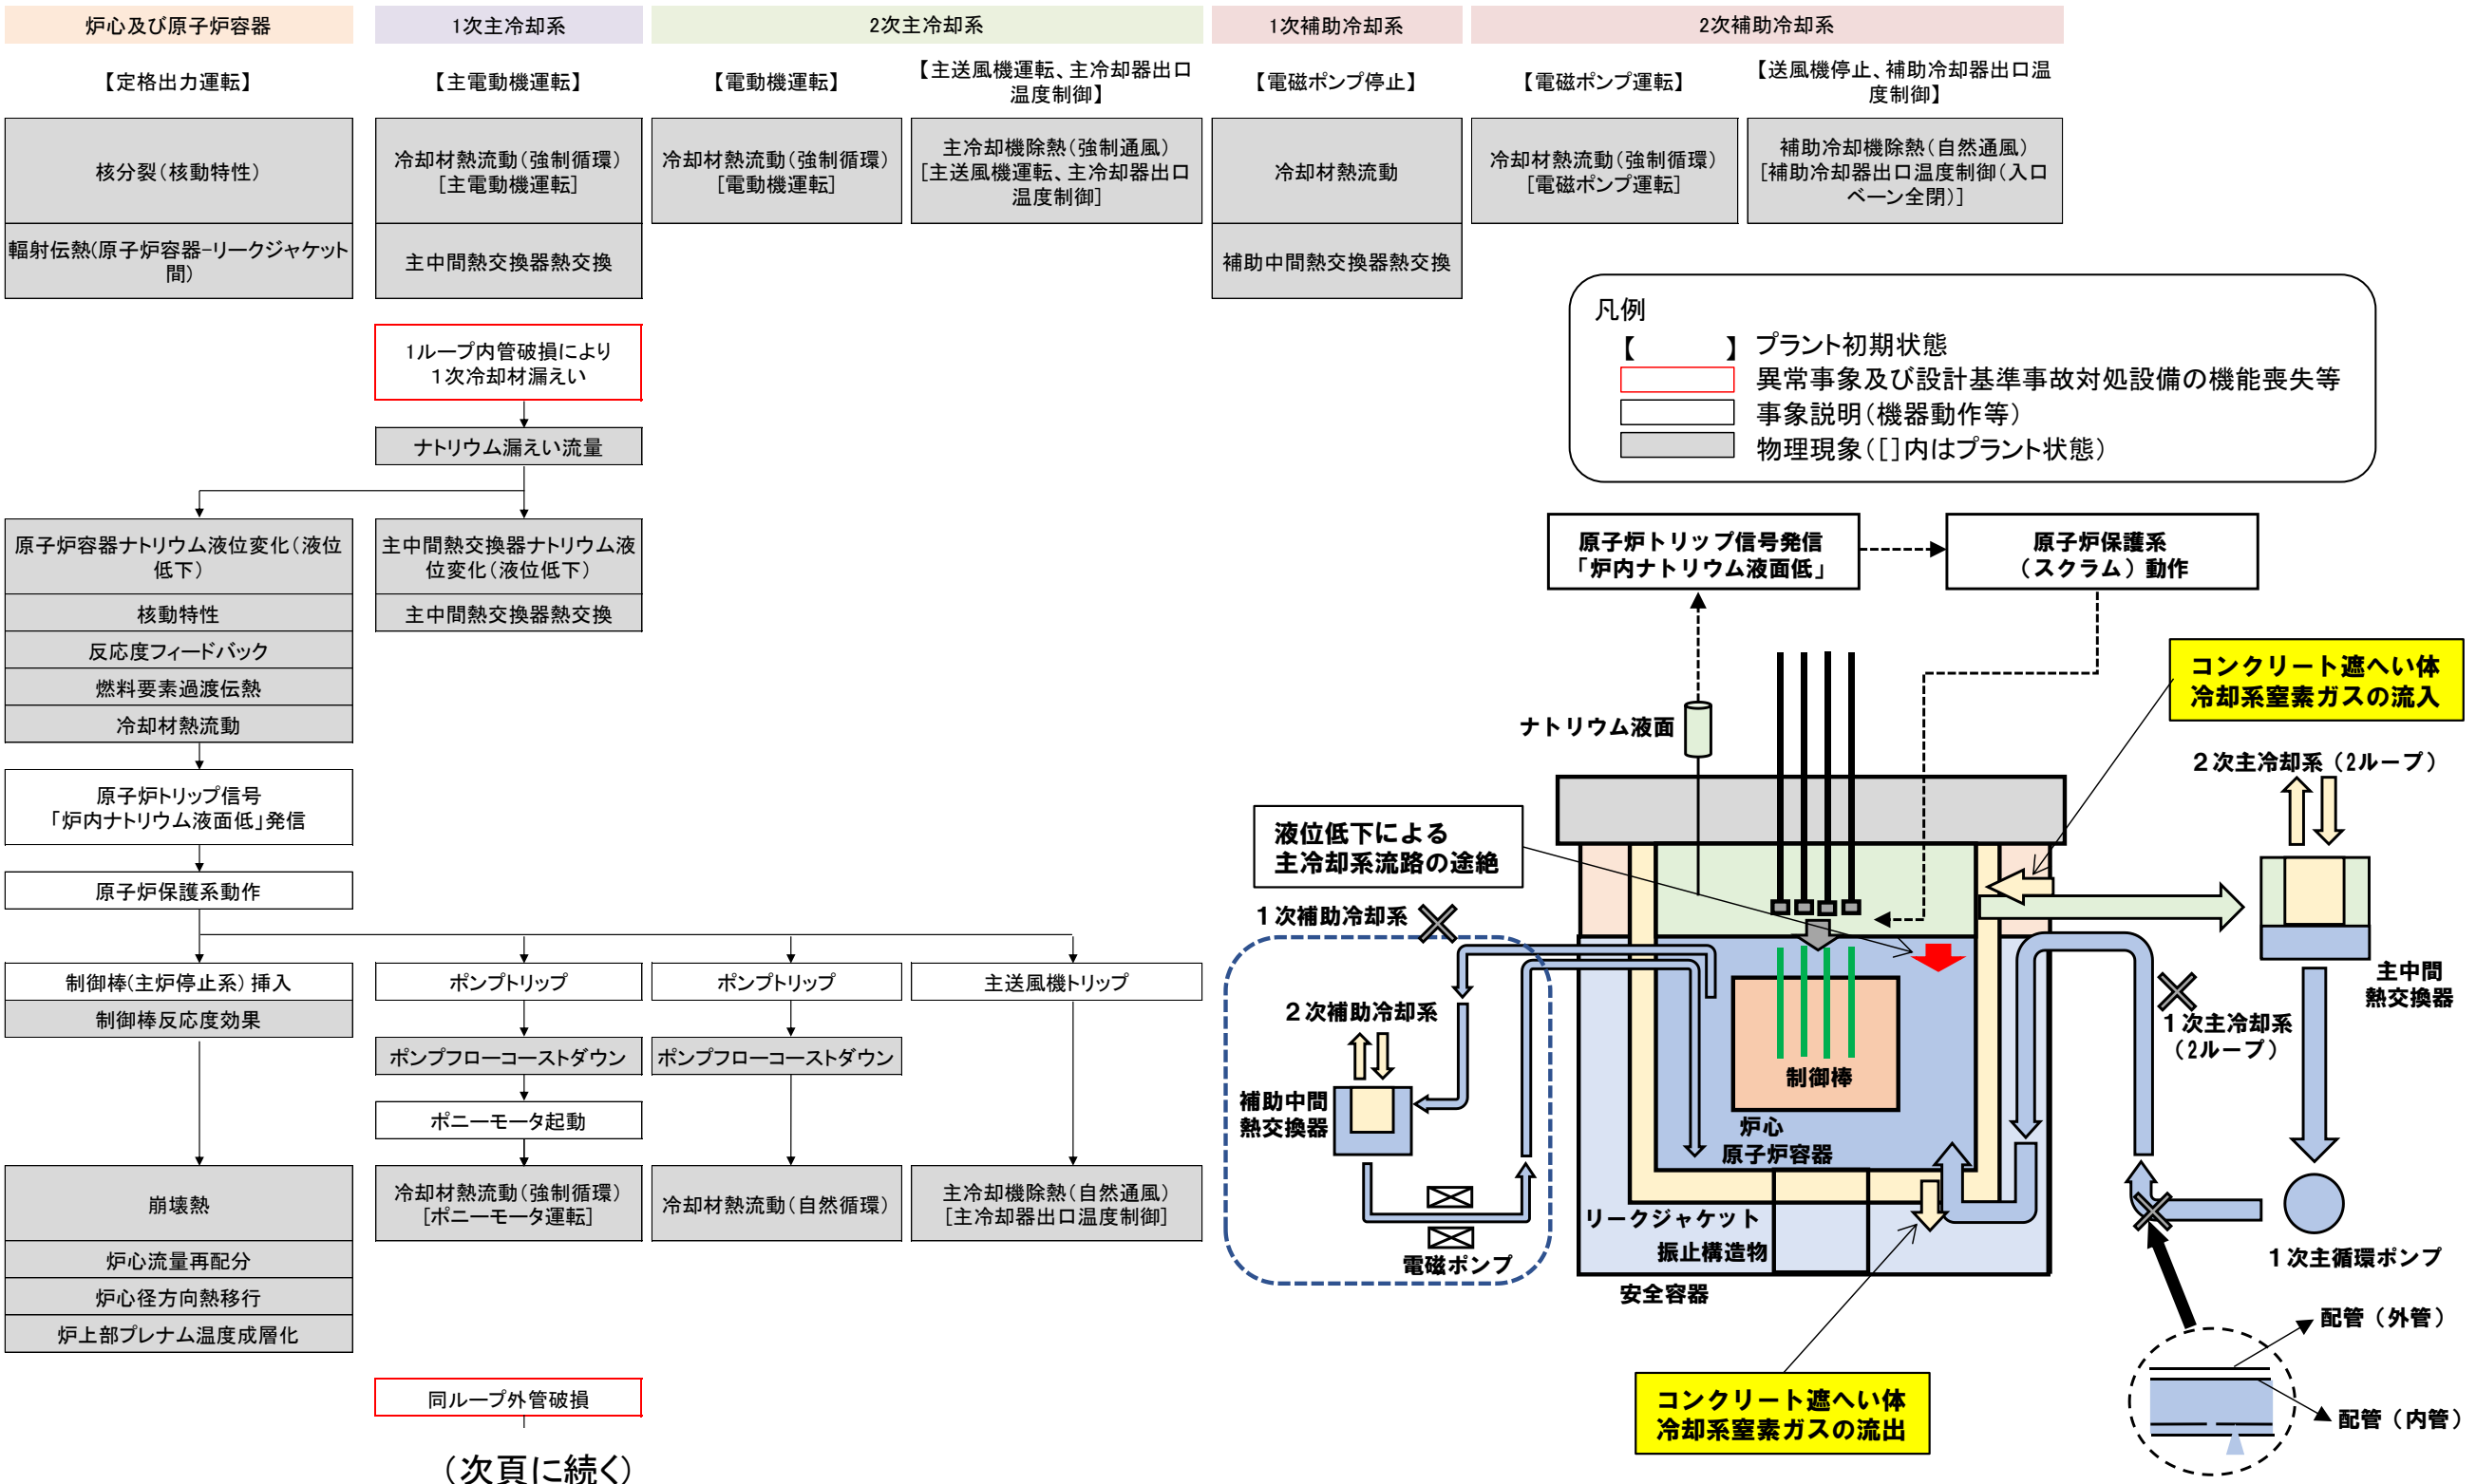 炉心及び原子炉容器
1次主冷却系
2次主冷却系
1次補助冷却系
2次補助冷却系
【定格出力運転】
【主電動機運転】
【電動機運転】
【主送風機運転、主冷却器出口
温度制御】
【電磁ポンプ停止】
【電磁ポンプ運転】
【送風機停止、補助冷却器出口温
度制御】
核分裂(核動特性)
冷却材熱流動(強制循環)
[主電動機運転]
冷却材熱流動(強制循環)
[電動機運転]
主冷却機除熱(強制通風)
[主送風機運転、主冷却器出口
温度制御]
冷却材熱流動
冷却材熱流動(強制循環)
[電磁ポンプ運転]
補助冷却機除熱(自然通風)
[補助冷却器出口温度制御(入口
ベーン全閉)]
輻射伝熱(原子炉容器-リークジャケット
間)
主中間熱交換器熱交換
補助中間熱交換器熱交換
凡例
【 】 プラント初期状態
異常事象及び設計基準事故対処設備の機能喪失等
事象説明(機器動作等)
物理現象([]内はプラント状態)
1ループ内管破損により
1次冷却材漏えい
ナトリウム漏えい流量
原子炉容器ナトリウム液位変化(液位
低下)
主中間熱交換器ナトリウム液
位変化(液位低下)
核動特性
主中間熱交換器熱交換
反応度フィードバック
燃料要素過渡伝熱
冷却材熱流動
原子炉トリップ信号
「炉内ナトリウム液面低」発信
原子炉保護系動作
制御棒(主炉停止系)挿入
ポンプトリップ
ポンプトリップ
主送風機トリップ
制御棒反応度効果
ポンプフローコーストダウン
ポンプフローコーストダウン
ポニーモータ起動
崩壊熱
冷却材熱流動(強制循環)
[ポニーモータ運転]
冷却材熱流動(自然循環)
主冷却機除熱(自然通風)
[主冷却器出口温度制御]
炉心流量再配分
炉心径方向熱移行
炉上部プレナム温度成層化
同ループ外管破損
(次頁に続く)
原子炉トリップ信号発信
「炉内ナトリウム液面低」
原子炉保護系
(スクラム)動作
コンクリート遮へい体
冷却系窒素ガスの流入
ナトリウム液面
2次主冷却系(2ループ)
液位低下による
主冷却系流路の途絶
1次補助冷却系
2次補助冷却系
主中間
熱交換器
1次主冷却系
(2ループ)
制御棒
補助中間
熱交換器
炉心
原子炉容器
リークジャケット
振止構造物
電磁ポンプ
1次主循環ポンプ
安全容器
配管(外管)
コンクリート遮へい体
冷却系窒素ガスの流出
配管(内管)